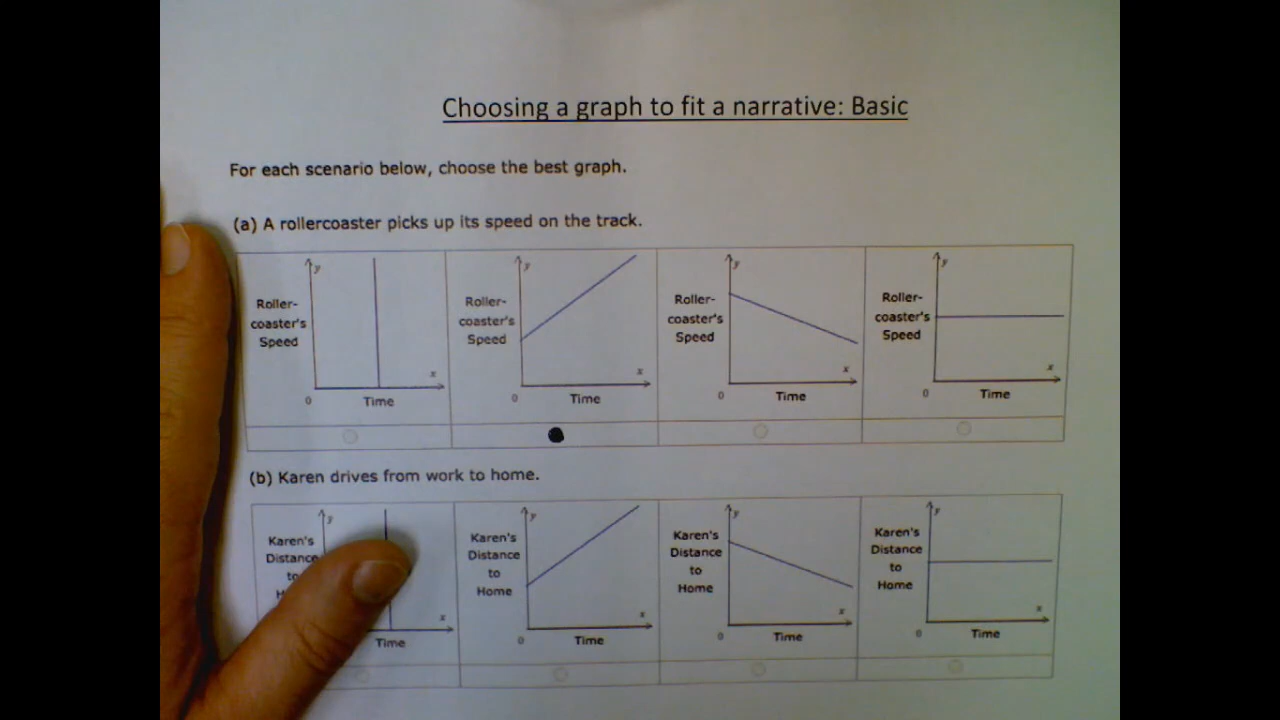 Choosing a graph to fit a narrative: Basic
For each scenario below, choose the best graph.
(a) A rollercoaster picks up its speed on the track.
y
Roller-
coaster's
Speed
x
0
Time
y
Roller-
coaster's
Speed
x
0
Time
y
Roller-
coaster's
Speed
x
0
Time
y
Roller-
coaster's
Speed
x
0
Time
(b) Karen drives from work to home.
y
Karen's
Distance
to
x
Time
y
Karen's
Distance
to
Home
x
0
Time
y
Karen's
Distance
to
Home
x
0
Time
y
Karen's
Distance
to
Home
x
0
Time